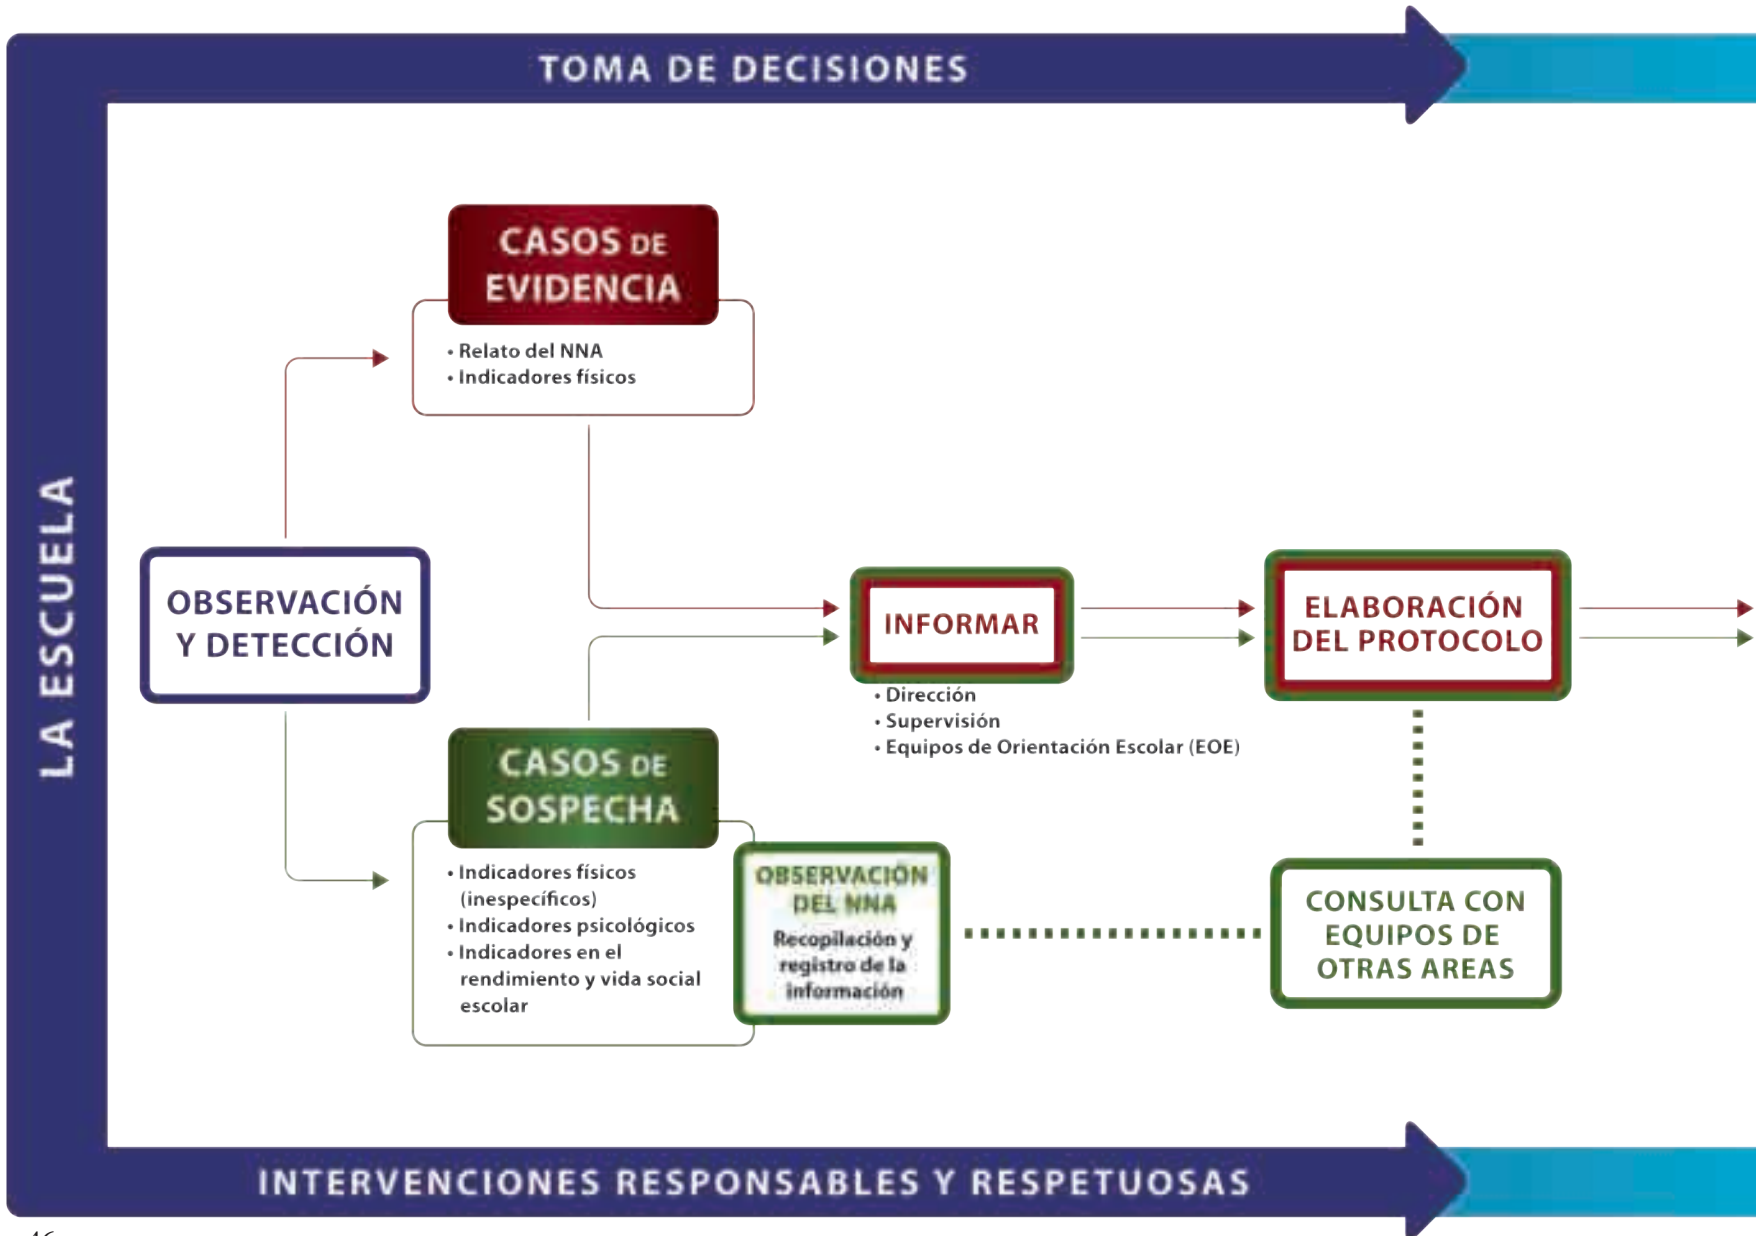 TOMA DE DECISIONES
LA ESCUELA
CASOS DE
EVIDENCIA
• Relato del NNA
• Indicadores físicos
OBSERVACIÓN
Y DETECCIÓN
INFORMAR
• Dirección
• Supervisión
• Equipos de Orientación Escolar (EOE)
ELABORACIÓN
DEL PROTOCOLO
CASOS DE
SOSPECHA
• Indicadores físicos
(inespecíficos)
• Indicadores psicológicos
• Indicadores en el
rendimiento y vida social
escolar
OBSERVACIÓN
DEL NNA
Recopilación y
registro de la
información
CONSULTA CON
EQUIPOS DE
OTRAS AREAS
INTERVENCIONES RESPONSABLES Y RESPETUOSAS